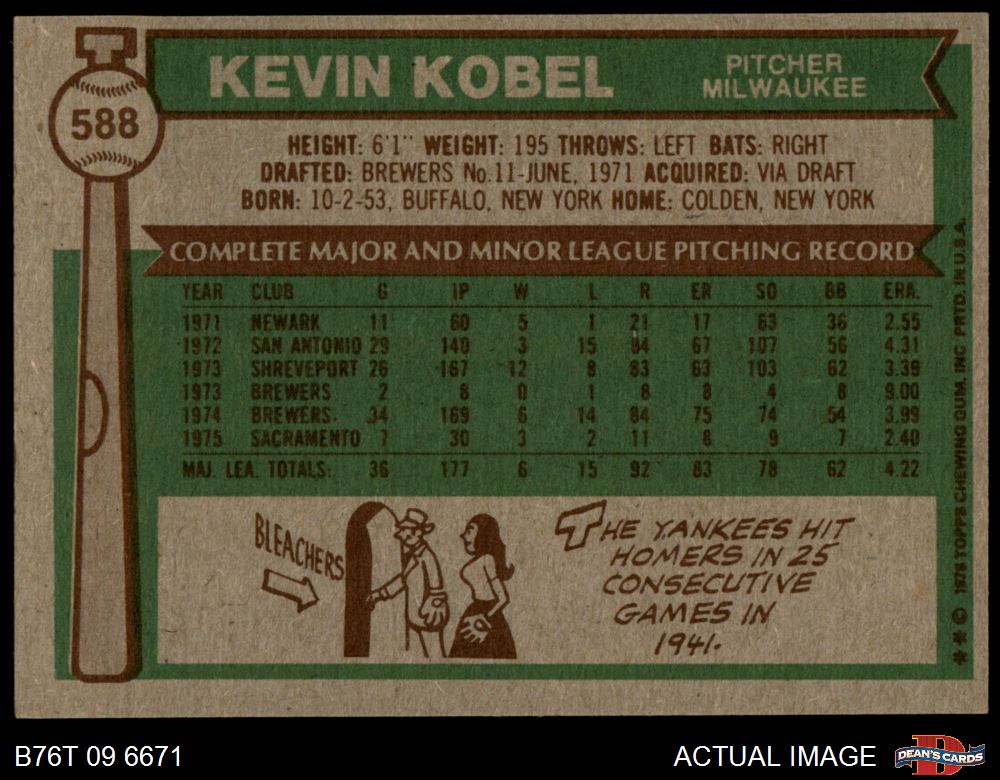 588
KEVIN KOBEL
PITCHER
MILWAUKEE
HEIGHT: 6'1" WEIGHT: 195 THROWS: LEFT BATS: RIGHT
DRAFTED: BREWERS No.11-JUNE, 1971 ACQUIRED: VIA DRAFT
BORN: 10-2-53, BUFFALO, NEW YORK HOME: COLDEN, NEW YORK
COMPLETE MAJOR AND MINOR LEAGUE PITCHING RECORD
YEAR CLUB G IP W L R ER SO BB ERA.
1971 NEWARK 11 60 5 1 21 17 63 36 2.55
1972 SAN ANTONIO 29 140 3 15 84 67 107 56 4.31
1973 SHREVEPORT 26 167 12 8 83 63 103 62 3.39
1973 BREWERS 2 8 0 1 8 8 4 8 9.00
1974 BREWERS. 34 169 6 14 84 75 74 54 3.99
1975 SACRAMENTO 7 30 3 2 11 8 9 7 2.40
MAJ. LEA. TOTALS: 36 177 6 15 92 83 78 62 4.22
BLEACHERS
THE YANKEES HIT
HOMERS IN 25
CONSECUTIVE
GAMES IN
1941.
** © 1976 TOPPS CHEWING GUM, INC PRTD. IN U.S.A.
B76T 09 6671
ACTUAL IMAGE
D
DEAN'S CARDS